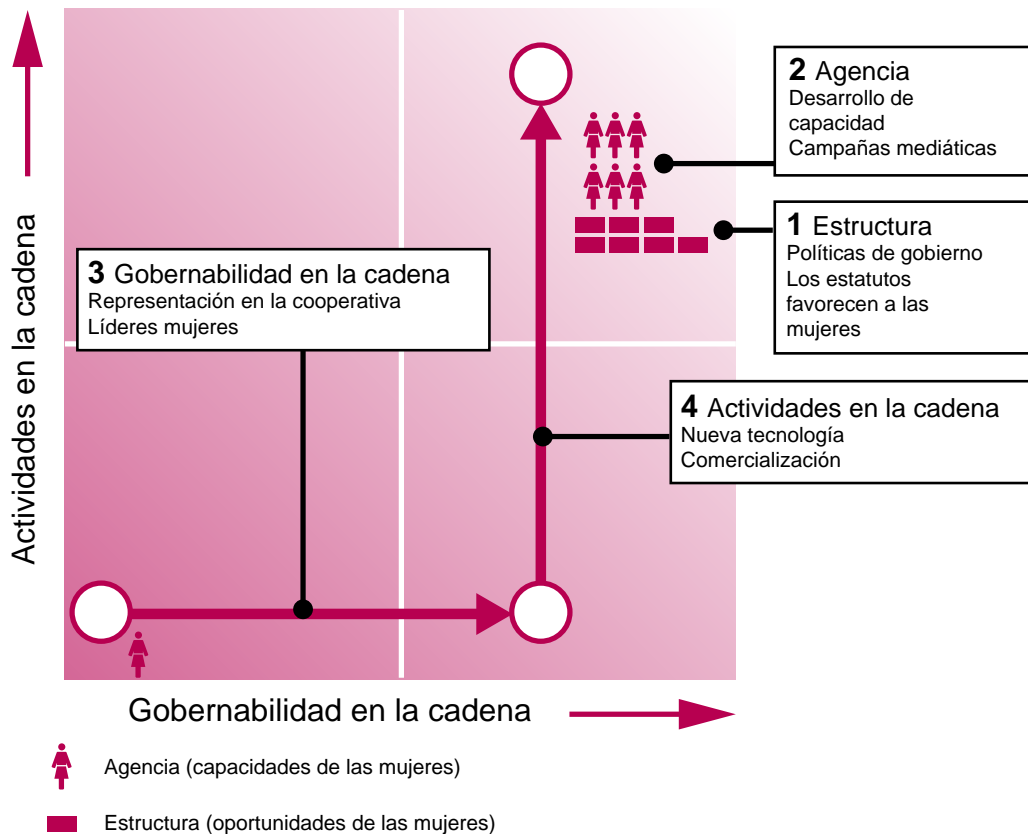 Actividades en la cadena
2 Agencia
Desarrollo de
capacidad
Campañas mediáticas
1 Estructura
Políticas de gobierno
Los estatutos
favorecen a las
mujeres
3 Gobernabilidad en la cadena
Representación en la cooperativa
Líderes mujeres
4 Actividades en la cadena
Nueva tecnología
Comercialización
Gobernabilidad en la cadena
Agencia (capacidades de las mujeres)
Estructura (oportunidades de las mujeres)